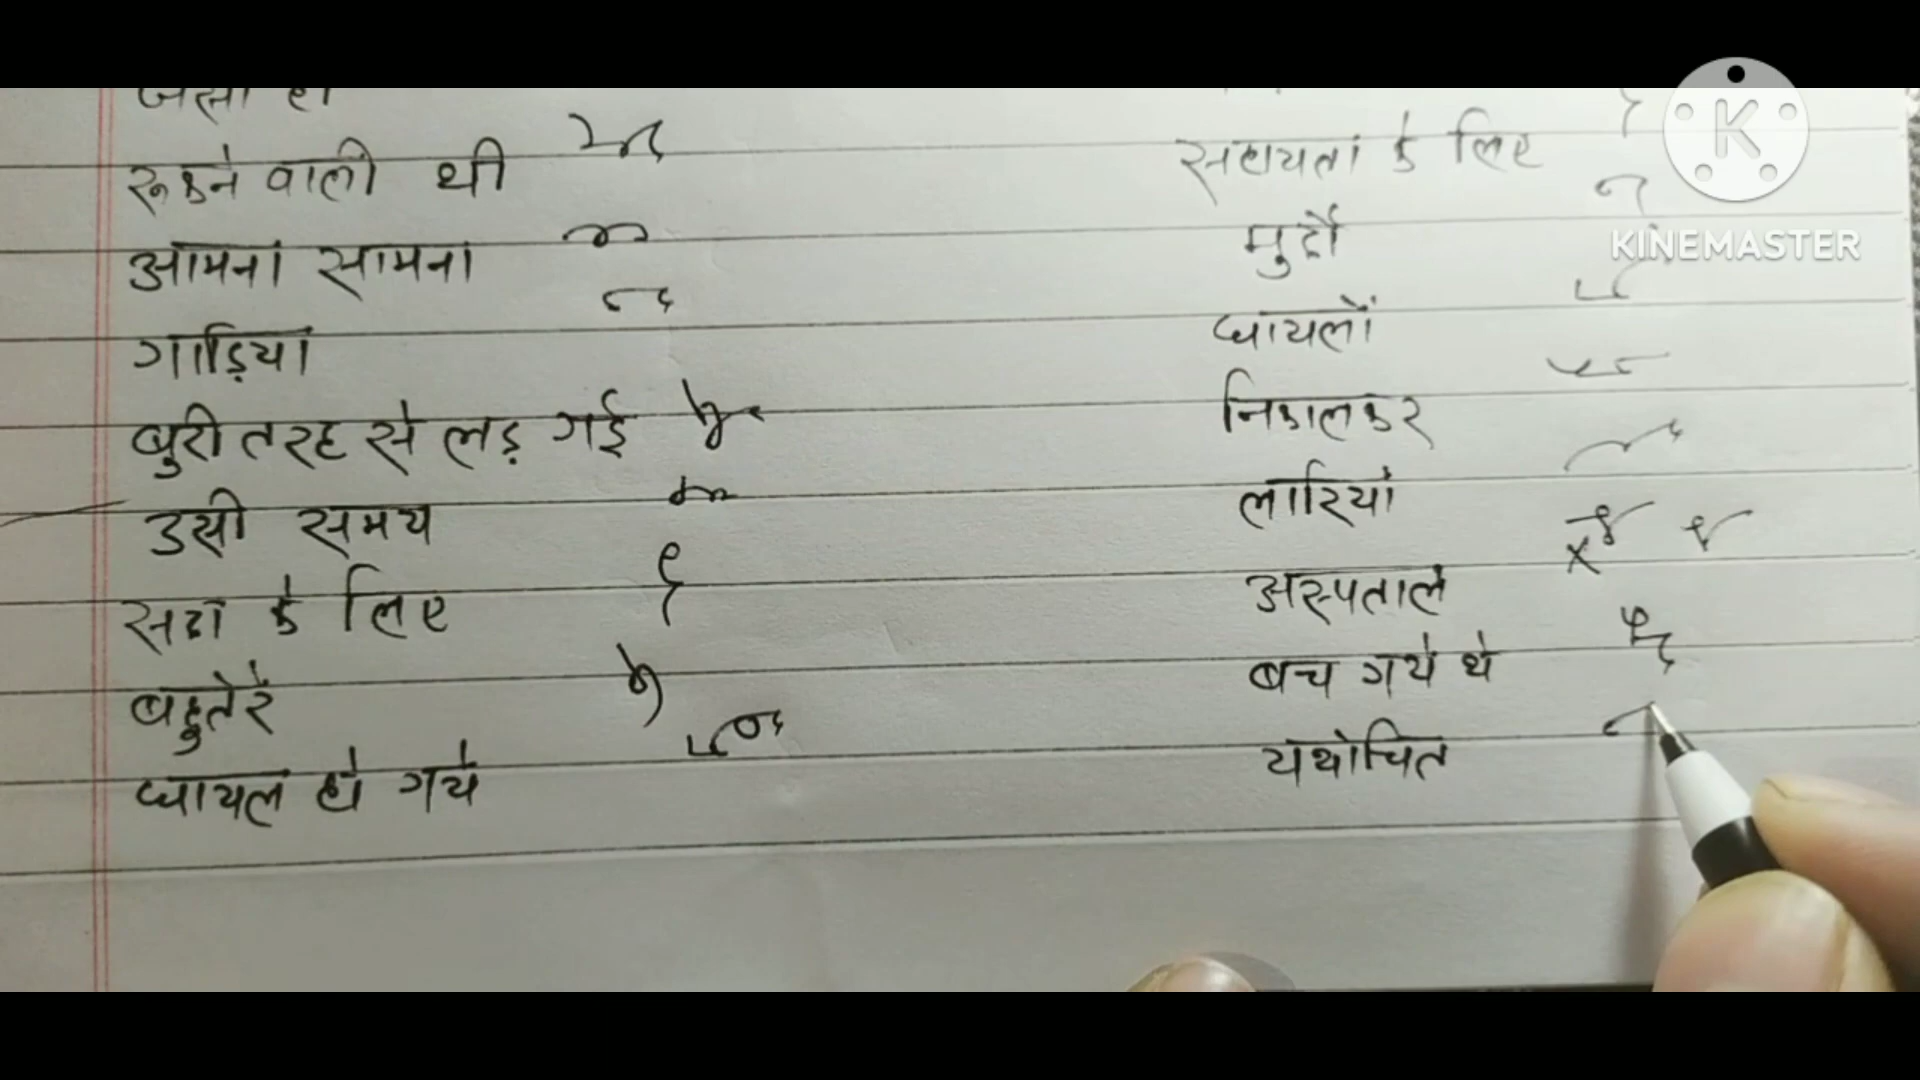 जैसा ही
रूकने वाली थी
आमना सामना
गाड़ियां
बुरी तरह से लड़ गई
उसी समय
सदा के लिए
बहुतेरे
घायल हो गये
सहायता के लिए
मुर्दों
घायलों
निकालकर
लारियां
अस्पताल
बच गये थे
यथोचित
K
KINEMASTER